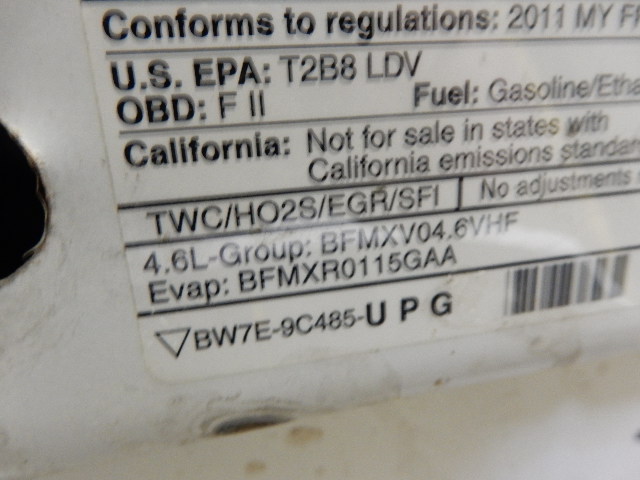 Conforms to regulations: 2011 MY
U.S. EPA: T2B8 LDV
OBD: F II Fuel: Gasoline/Etha
California: Not for sale in states with
California emissions standar
TWC/HO2S/EGR/SFI No adjustments
4.6L-Group: BFMXV04.6VHF
Evap: BFMXR0115GAA
BW7E-9C485-U P G